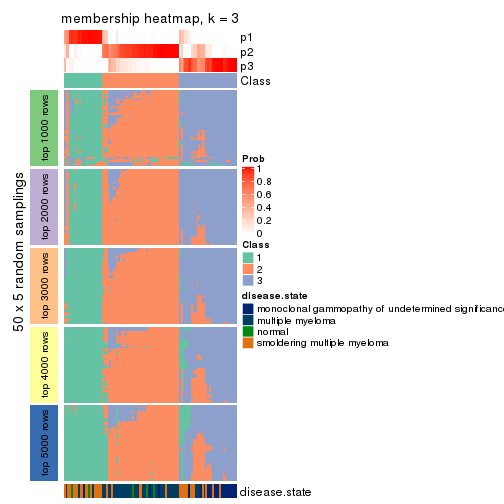 membership heatmap, k = 3
p1
p2
p3
Class
50 x 5 random samplings
top 1000 rows
top 2000 rows
top 3000 rows
top 4000 rows
top 5000 rows
Prob
1
0.8
0.6
0.4
0.2
0
Class
1
2
3
disease.state
monoclonal gammopathy of undetermined significance
multiple myeloma
normal
smoldering multiple myeloma
disease.state